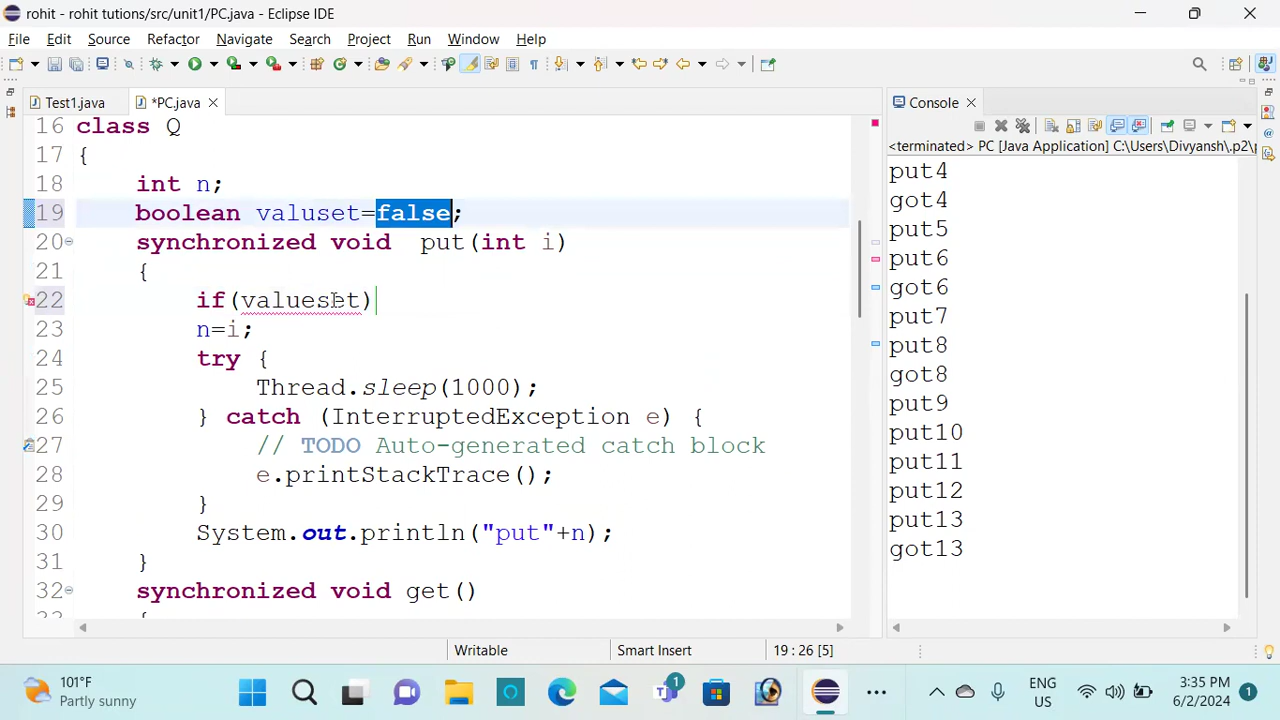 rohit - rohit tutions/src/unit1/PC.java - Eclipse IDE
File Edit Source Refactor Navigate Search Project Run Window Help
Test1.java *PC.java Console
<terminated> PC [Java Application] C:\Users\Divyansh\.p2\p
16 class Q
17 {
18 int n;
19 boolean valuset=false;
20 synchronized void put(int i)
21 {
22 if(valueset)
23 n=i;
24 try {
25 Thread.sleep(1000);
26 } catch (InterruptedException e) {
27 // TODO Auto-generated catch block
28 e.printStackTrace();
29 }
30 System.out.println("put"+n);
31 }
32 synchronized void get()
33 {
put4
got4
put5
put6
got6
put7
put8
got8
put9
put10
put11
put12
put13
got13
Writable Smart Insert 19 : 26 [5]
101°F
Partly sunny
1
ENG
US
3:35 PM
6/2/2024
1